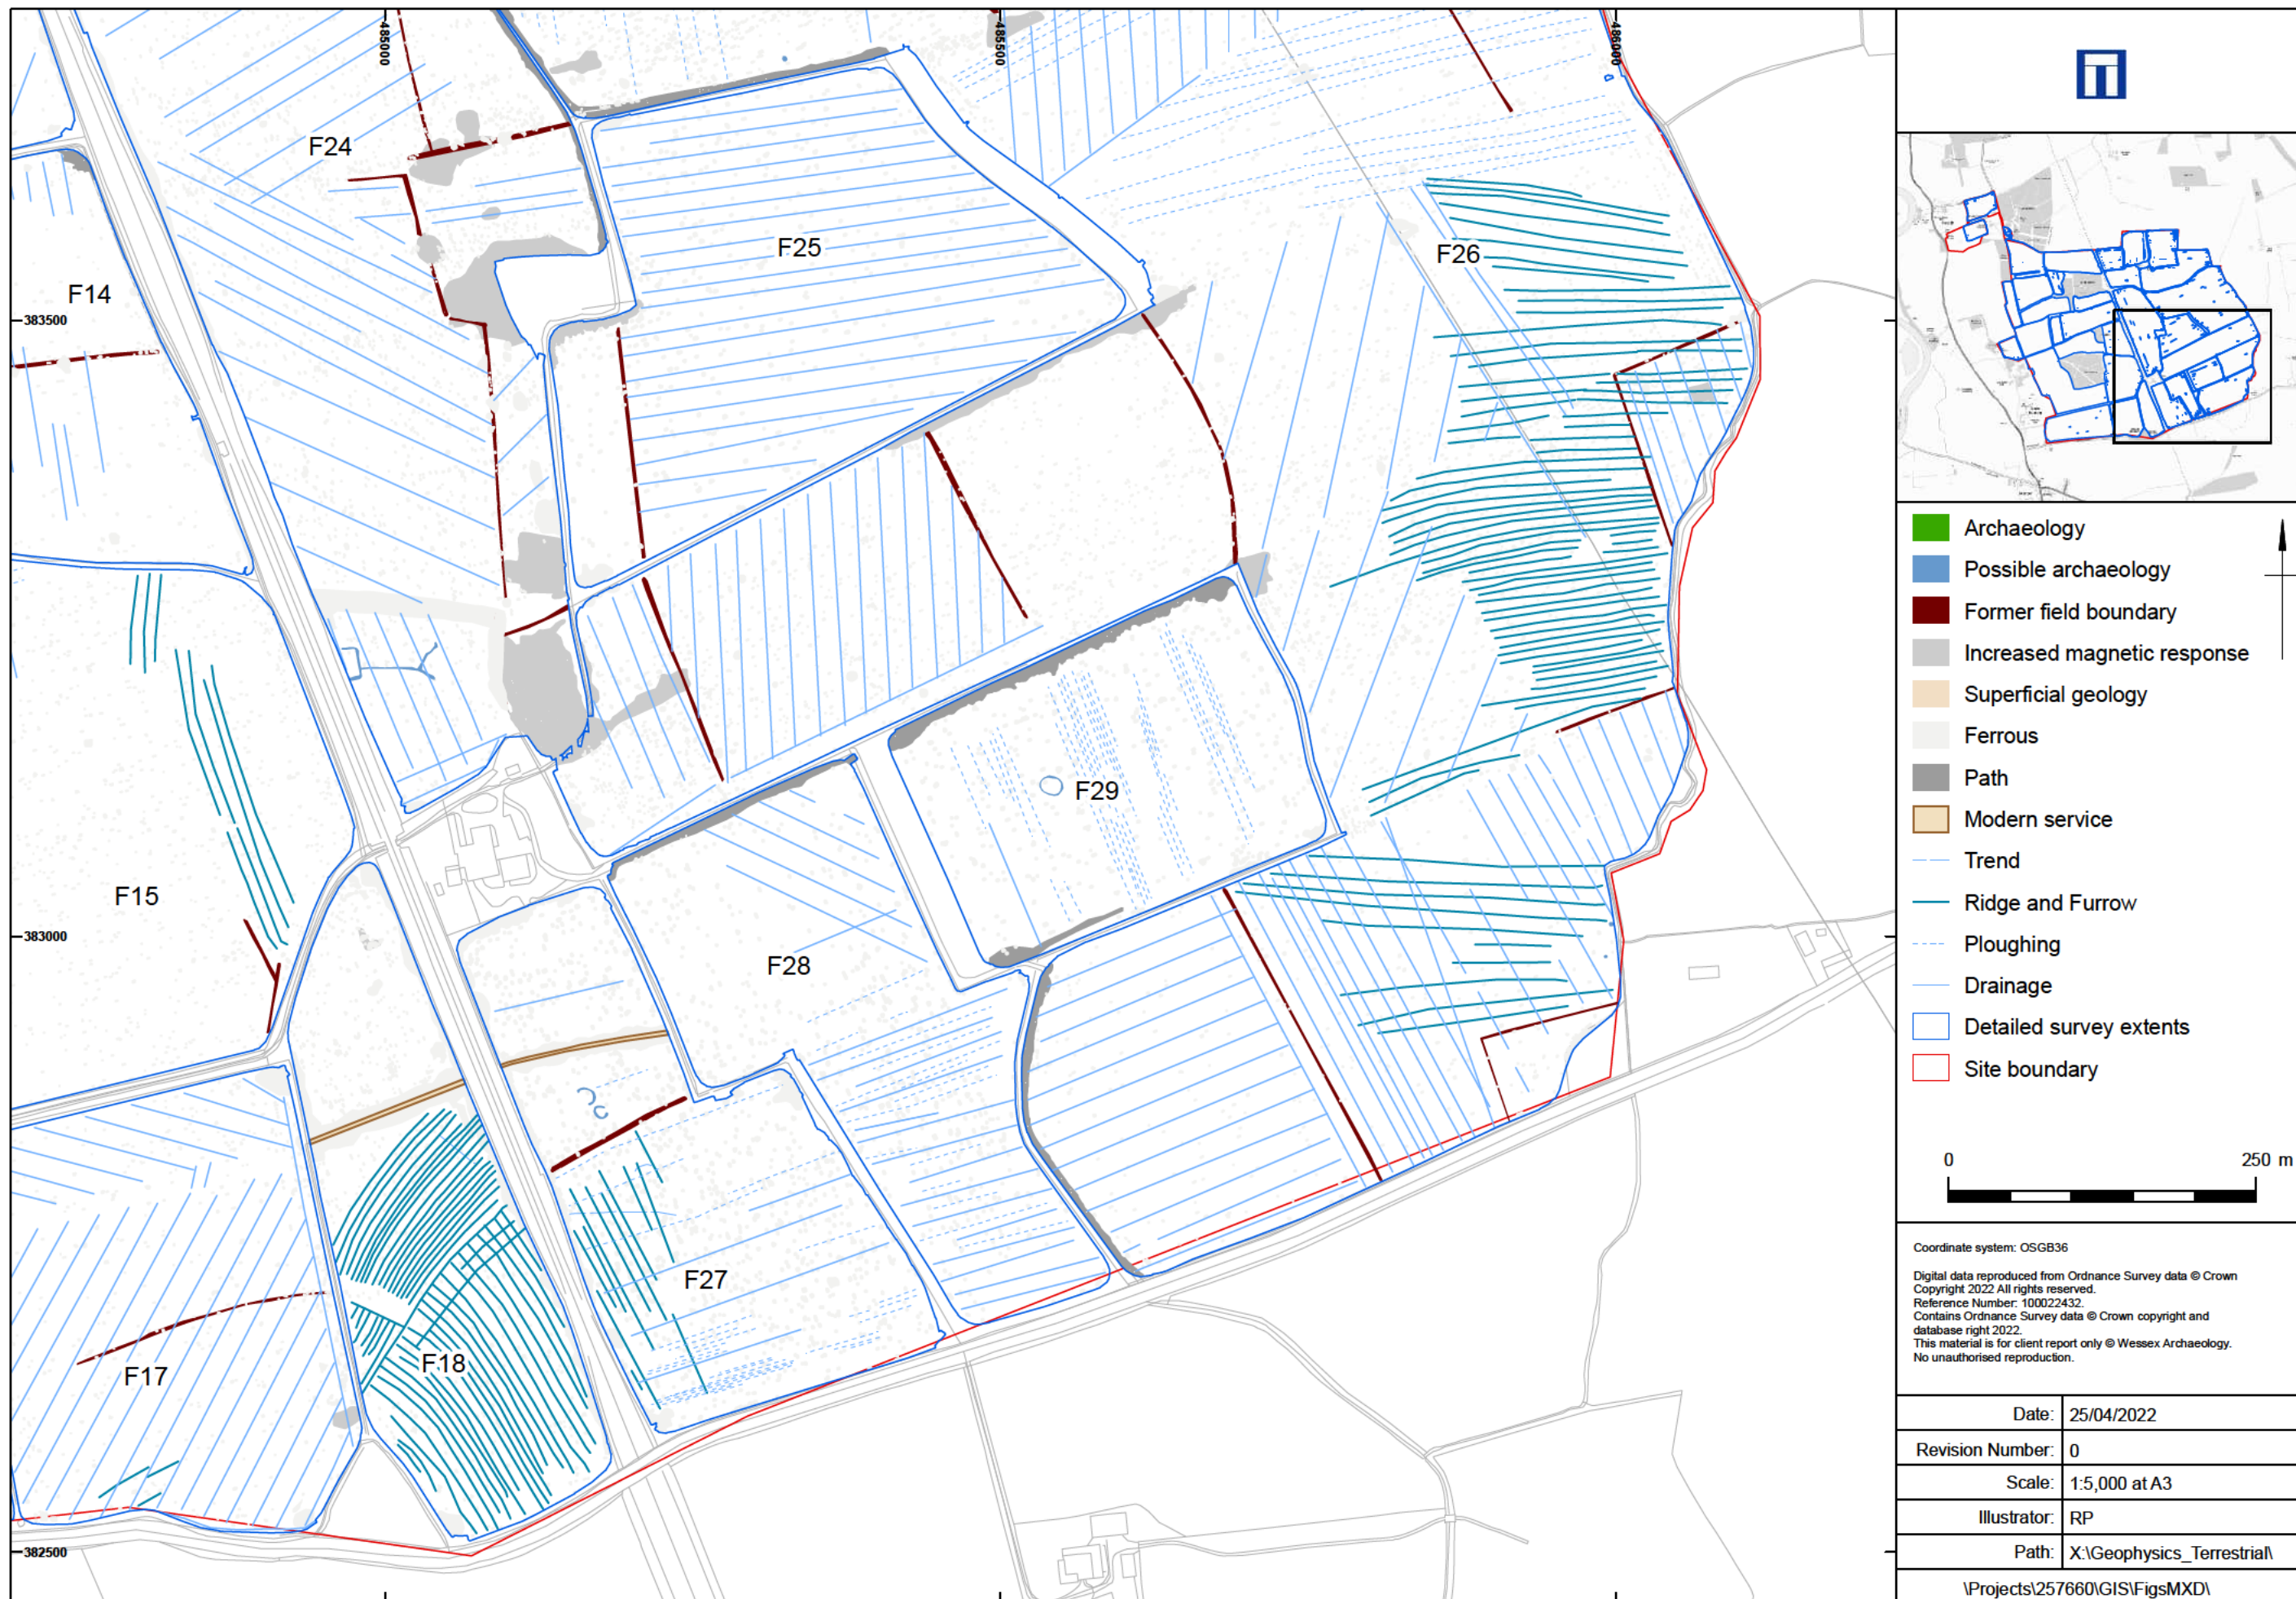 485000
485500
486000
383500
383000
382500
F24
F25
F26
F14
F29
F15
F28
F27
F18
F17
Archaeology
Possible archaeology
Former field boundary
Increased magnetic response
Superficial geology
Ferrous
Path
Modern service
Trend
Ridge and Furrow
Ploughing
Drainage
Detailed survey extents
Site boundary
0 250 m
Coordinate system: OSGB36
Digital data reproduced from Ordnance Survey data © Crown
Copyright 2022 All rights reserved.
Reference Number: 100022432.
Contains Ordnance Survey data © Crown copyright and
database right 2022.
This material is for client report only © Wessex Archaeology.
No unauthorised reproduction.
Date: 25/04/2022
Revision Number: 0
Scale: 1:5,000 at A3
Illustrator: RP
Path: X:\Geophysics_Terrestrial\
\Projects\257660\GIS\FigsMXD\